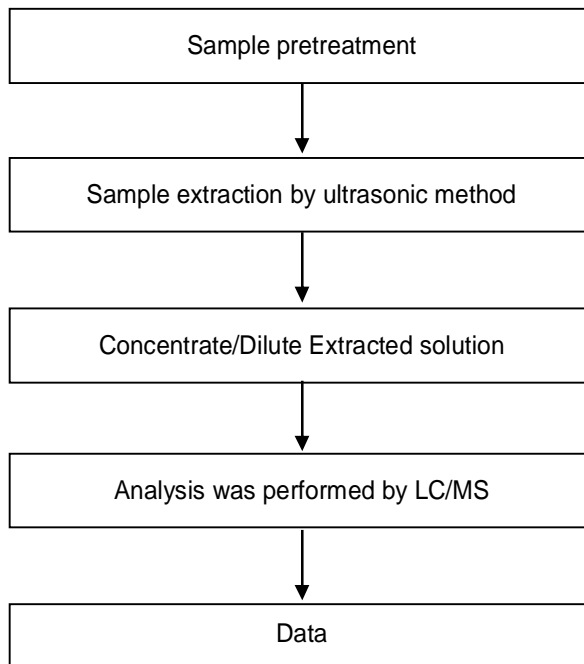 Sample pretreatment
Sample extraction by ultrasonic method
Concentrate/Dilute Extracted solution
Analysis was performed by LC/MS
Data